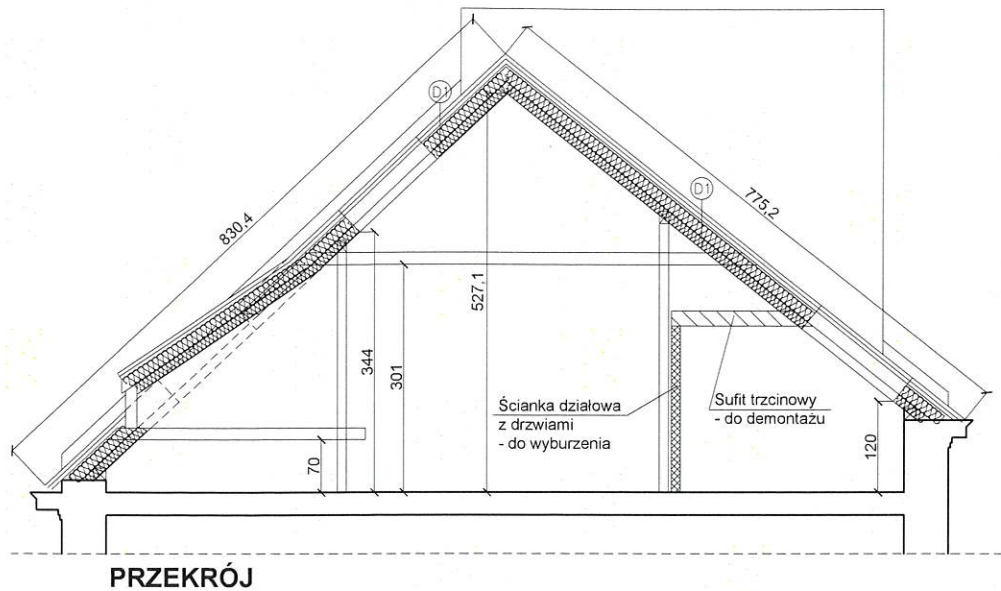 D1
830,4
D1
775,2
527,1
344
301
Ścianka działowa
z drzwiami
- do wyburzenia
Sufit trzcinowy
- do demontażu
70
120
PRZEKRÓJ